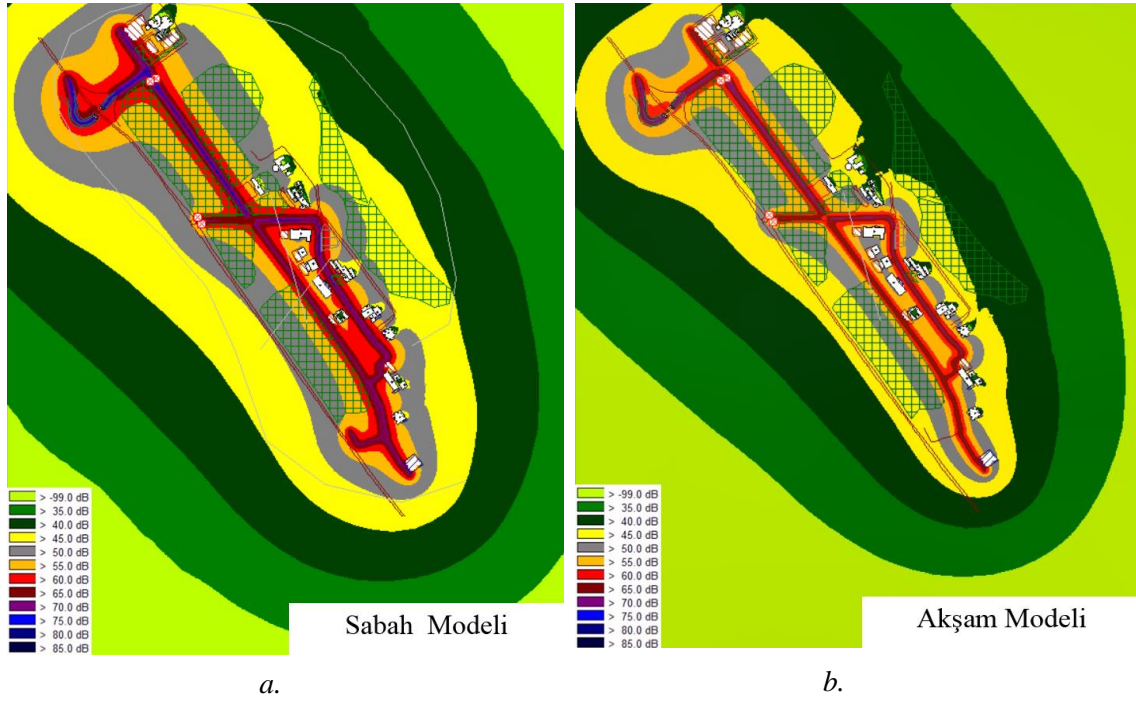 > -99.0 dB
> 35.0 dB
> 40.0 dB
> 45.0 dB
> 50.0 dB
> 55.0 dB
> 60.0 dB
> 65.0 dB
> 70.0 dB
> 75.0 dB
> 80.0 dB
> 85.0 dB
Sabah Modeli
a.
> -99.0 dB
> 35.0 dB
> 40.0 dB
> 45.0 dB
> 50.0 dB
> 55.0 dB
> 60.0 dB
> 65.0 dB
> 70.0 dB
> 75.0 dB
> 80.0 dB
> 85.0 dB
Akşam Modeli
b.